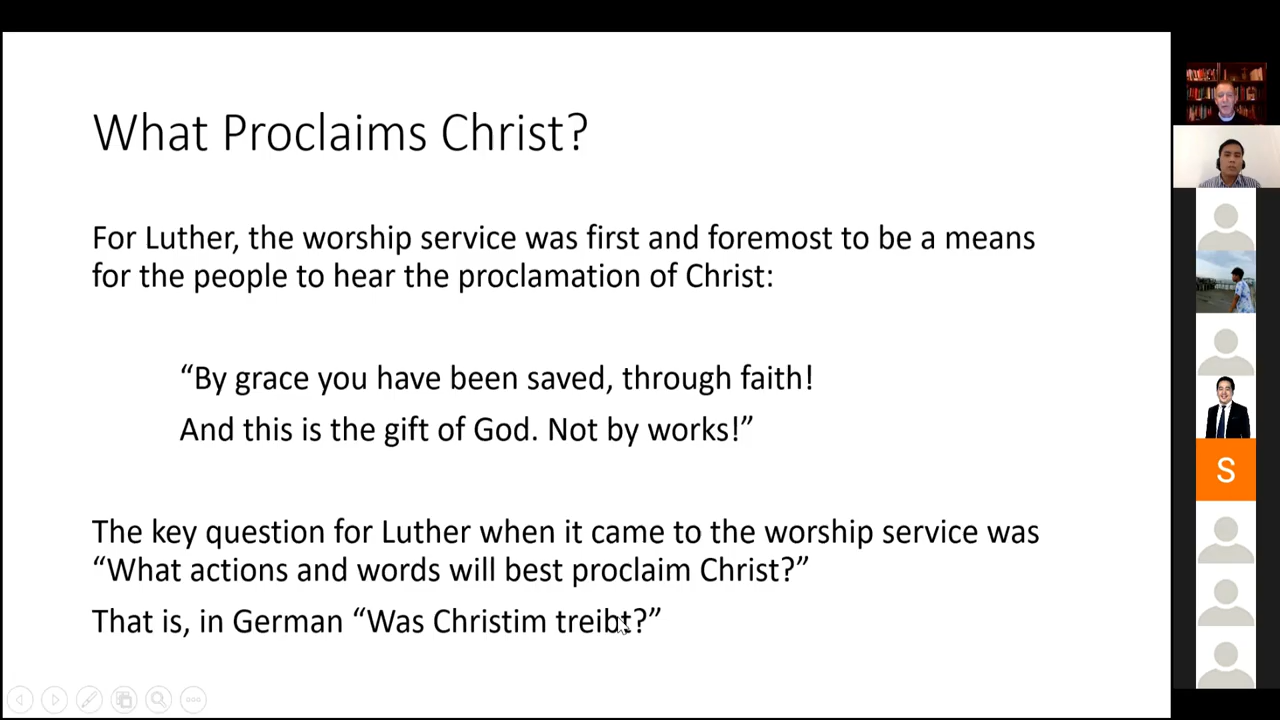 What Proclaims Christ?
For Luther, the worship service was first and foremost to be a means
for the people to hear the proclamation of Christ:
“By grace you have been saved, through faith!
And this is the gift of God. Not by works!”
The key question for Luther when it came to the worship service was
“What actions and words will best proclaim Christ?”
That is, in German “Was Christim treibt?”
S